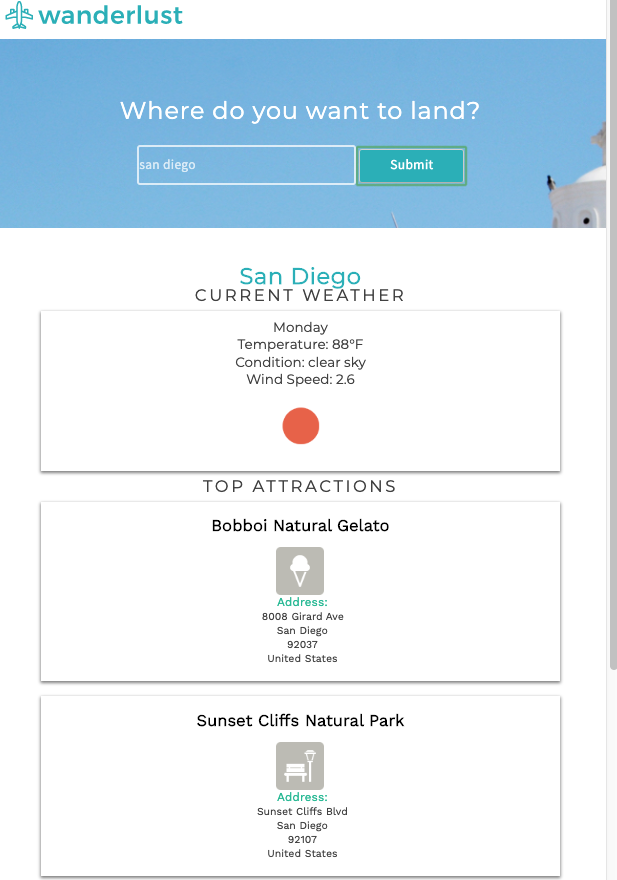 wanderlust
Where do you want to land?
san diego
Submit
San Diego
CURRENT WEATHER
Monday
Temperature: 88°F
Condition: clear sky
Wind Speed: 2.6
TOP ATTRACTIONS
Bobboi Natural Gelato
Address:
8008 Girard Ave
San Diego
92037
United States
Sunset Cliffs Natural Park
Address:
Sunset Cliffs Blvd
San Diego
92107
United States